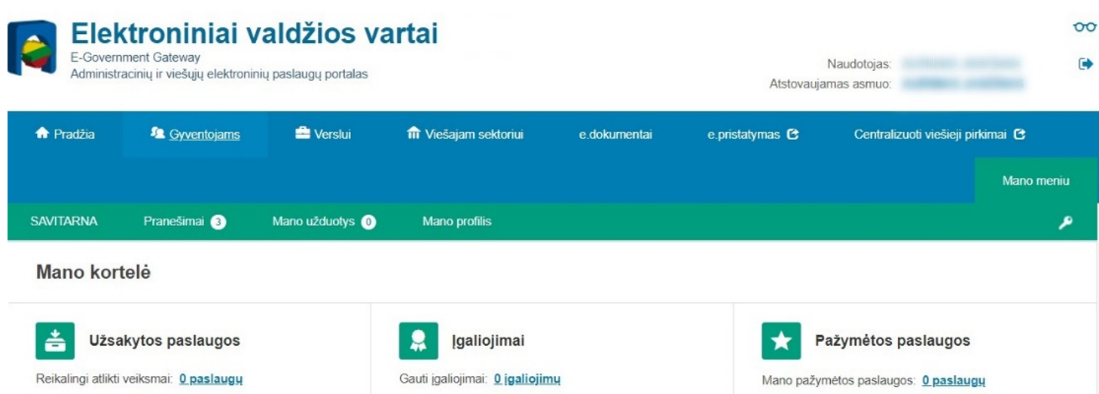 Elektroniniai valdžios vartai
E-Government Gateway
Administracinių ir viešųjų elektroninių paslaugų portalas
Naudotojas:
Atstovaujamas asmuo:
Pradžia Gyventojams Verslui Viešajam sektoriui e.dokumentai e.pristatymas Centralizuoti viešieji pirkimai
Mano meniu
SAVITARNA Pranešimai 3 Mano užduotys 0 Mano profilis
Mano kortelė
Užsakytos paslaugos Įgaliojimai Pažymėtos paslaugos
Reikalingi atlikti veiksmai: 0 paslaugų Gauti įgaliojimai: 0 įgaliojimų Mano pažymėtos paslaugos: 0 paslaugų